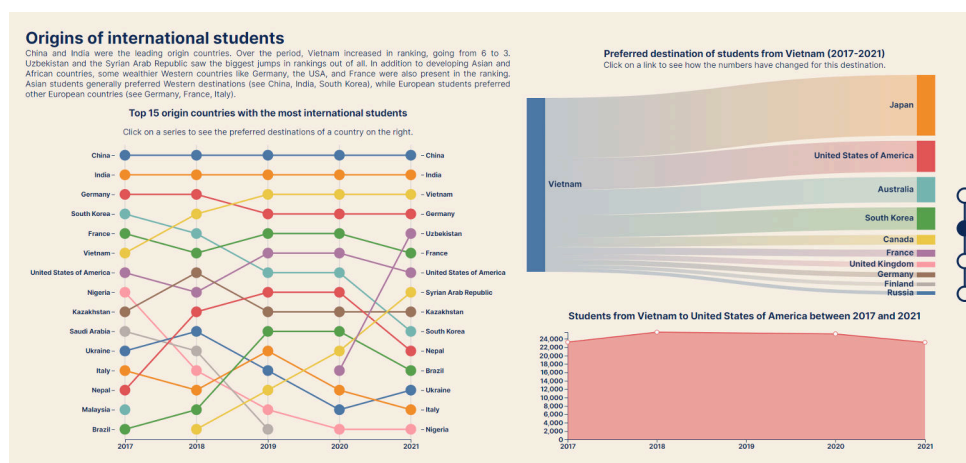 Origins of international students
China and India were the leading origin countries. Over the period, Vietnam increased in ranking, going from 6 to 3.
Uzbekistan and the Syrian Arab Republic saw the biggest jumps in rankings out of all. In addition to developing Asian and
African countries, some wealthier Western countries like Germany, the USA, and France were also present in the ranking.
Asian students generally preferred Western destinations (see China, India, South Korea), while European students preferred
other European countries (see Germany, France, Italy).
Top 15 origin countries with the most international students
Click on a series to see the preferred destinations of a country on the right.
China
China
India
India
Germany
Vietnam
South Korea
Germany
France
Uzbekistan
Vietnam
France
United States of America
United States of America
Nigeria
Syrian Arab Republic
Kazakhstan
Kazakhstan
Saudi Arabia
South Korea
Ukraine
Nepal
Italy
Brazil
Nepal
Ukraine
Malaysia
Italy
Brazil
Nigeria
2017 2018 2019 2020 2021
Preferred destination of students from Vietnam (2017-2021)
Click on a link to see how the numbers have changed for this destination.
Vietnam
Japan
United States of America
Australia
South Korea
Canada
France
United Kingdom
Germany
Finland
Russia
Students from Vietnam to United States of America between 2017 and 2021
24,000
22,000
20,000
18,000
16,000
14,000
12,000
10,000
8,000
6,000
4,000
2,000
0
2017 2018 2019 2020 2021